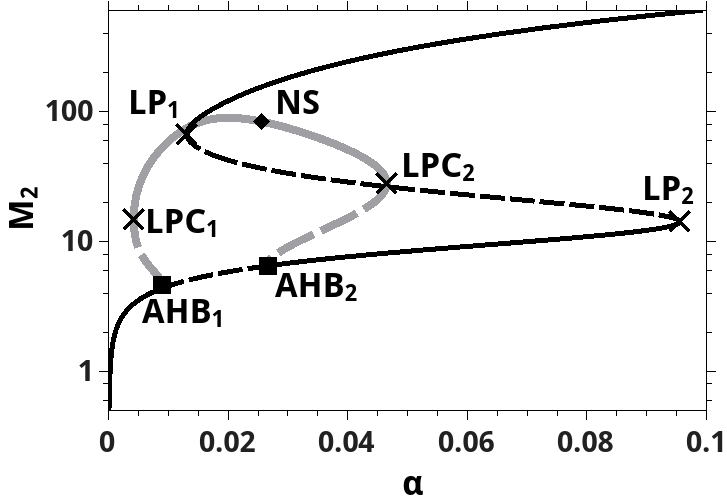 LP₁
NS
100
LPC₂
LP₂
M₂
LPC₁
10
AHB₂
AHB₁
1
0 0.02 0.04 0.06 0.08 0.1
α